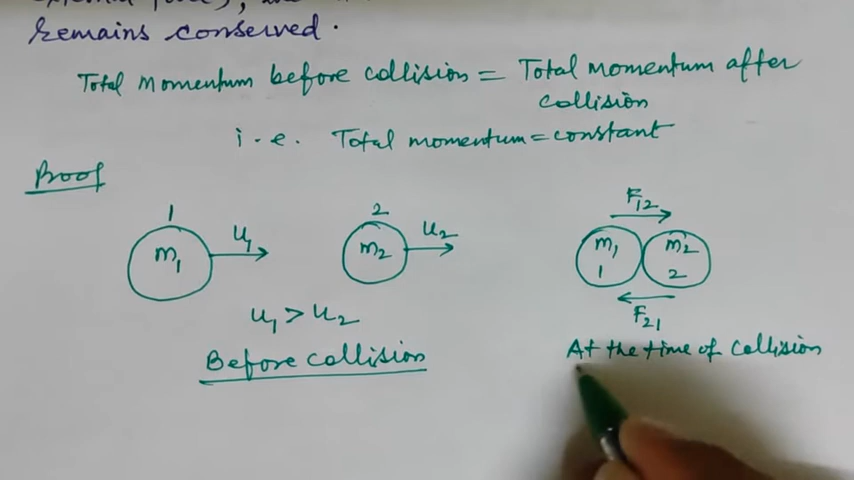 remains conserved.
Total Momentum before collision = Total momentum after
collision
i.e. Total momentum = constant
Proof
1
m₁
u₁
2
m₂
u₂
u₁ > u₂
Before collision
F₁₂
m₁ m₂
1 2
F₂₁
At the time of collision